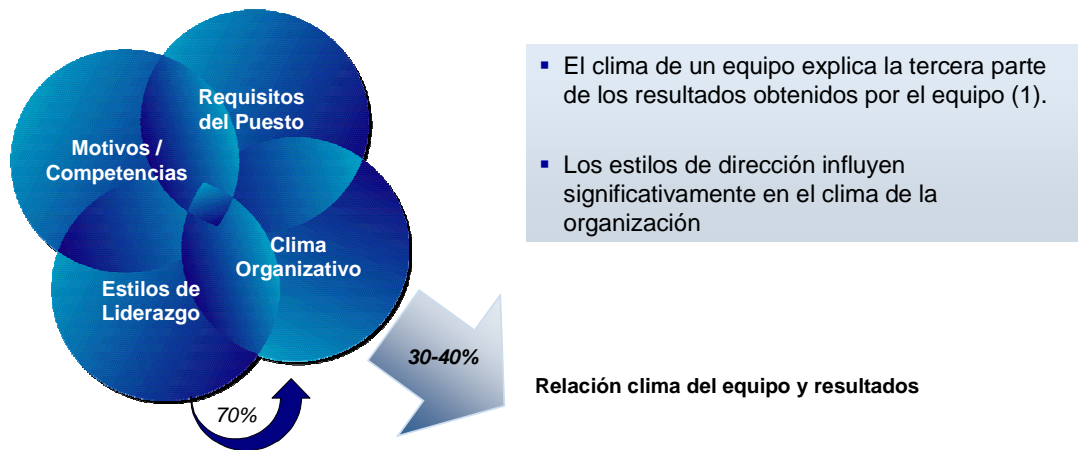 Requisitos
del Puesto
Motivos /
Competencias
Clima
Organizativo
Estilos de
Liderazgo
70%
30-40%
▪ El clima de un equipo explica la tercera parte
de los resultados obtenidos por el equipo (1).
▪ Los estilos de dirección influyen
significativamente en el clima de la
organización
Relación clima del equipo y resultados